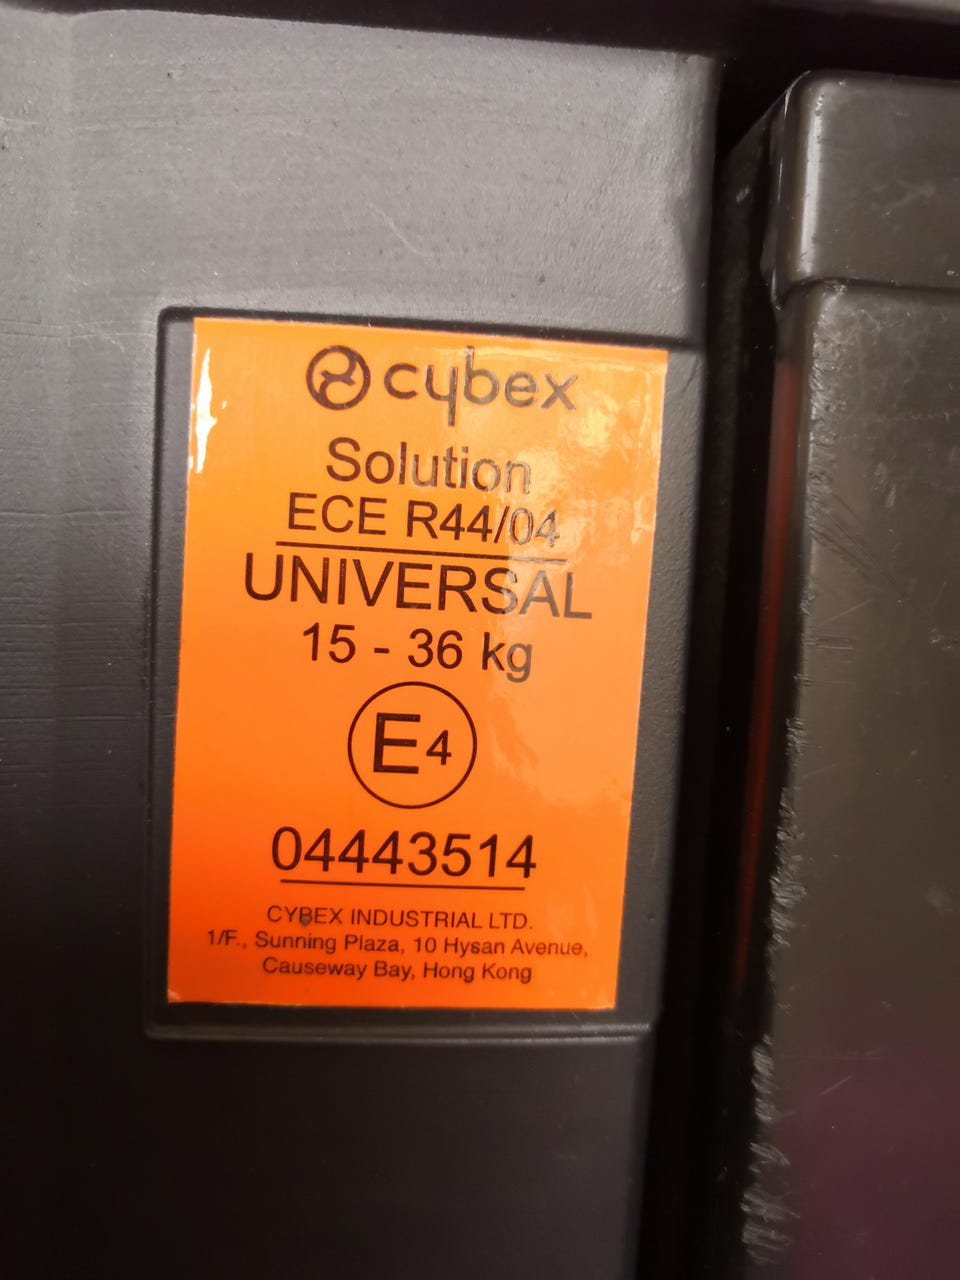 cybex
Solution
ECE R44/04
UNIVERSAL
15 - 36 kg
E4
04443514
CYBEX INDUSTRIAL LTD.
1/F., Sunning Plaza, 10 Hysan Avenue,
Causeway Bay, Hong Kong